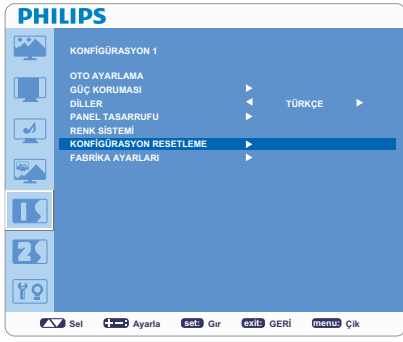 PHILIPS
KONFİGÜRASYON 1
OTO AYARLAMA
GÜÇ KORUMASI
DİLLER TÜRKÇE
PANEL TASARRUFU
RENK SİSTEMİ
KONFİGÜRASYON RESETLEME
FABRİKA AYARLARI
Sel Ayarla set: Gır exit: GERİ menu: Çik